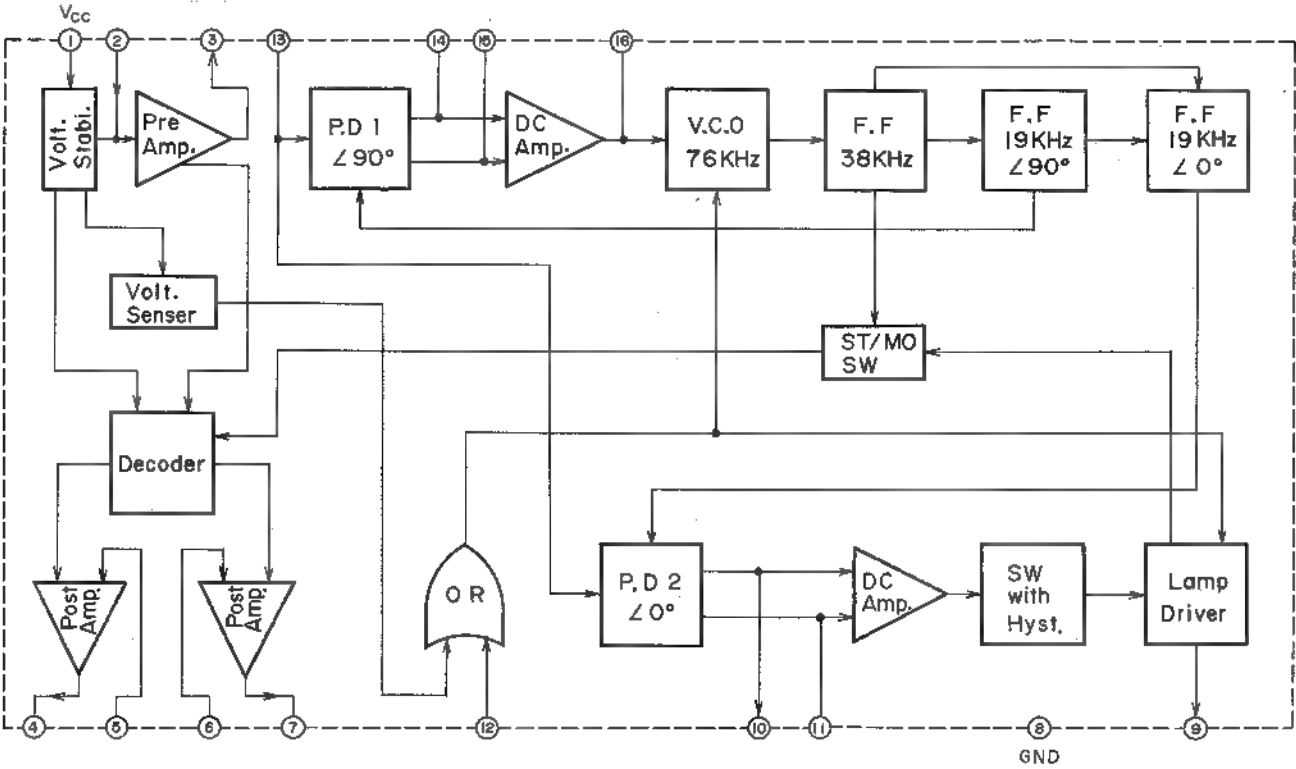 VCC
1 2 3 13 14 15 16
Volt.
Stabi.
Pre
Amp.
P.D 1
∠90°
DC
Amp.
V.C.O
76KHz
F.F
38KHz
F.F
19KHz
∠90°
F.F
19KHz
∠0°
Volt.
Senser
ST/MO
SW
Decoder
Post
Amp.
Post
Amp.
OR
P.D 2
∠0°
DC
Amp.
SW
with
Hyst.
Lamp
Driver
4 5 6 7 12 10 11 8 9
GND